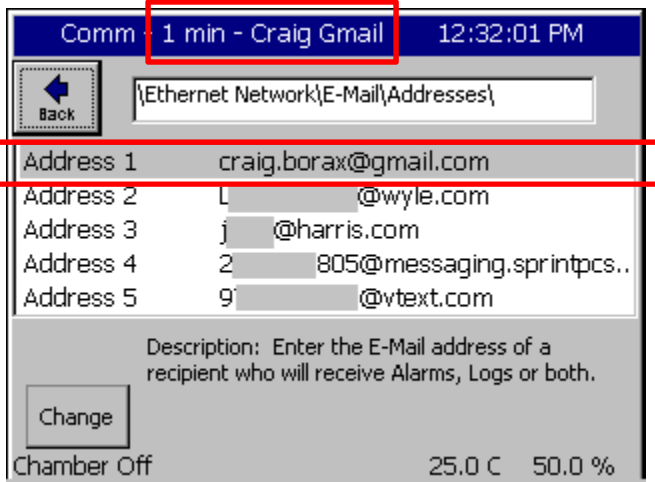 Comm - 1 min - Craig Gmail 12:32:01 PM
Back
\Ethernet Network\E-Mail\Addresses\
Address 1 craig.borax@gmail.com
Address 2 @wyle.com
Address 3 j @harris.com
Address 4 2 805@messaging.sprintpcs..
Address 5 9 @vtext.com
Description: Enter the E-Mail address of a
recipient who will receive Alarms, Logs or both.
Change
Chamber Off 25.0 C 50.0 %